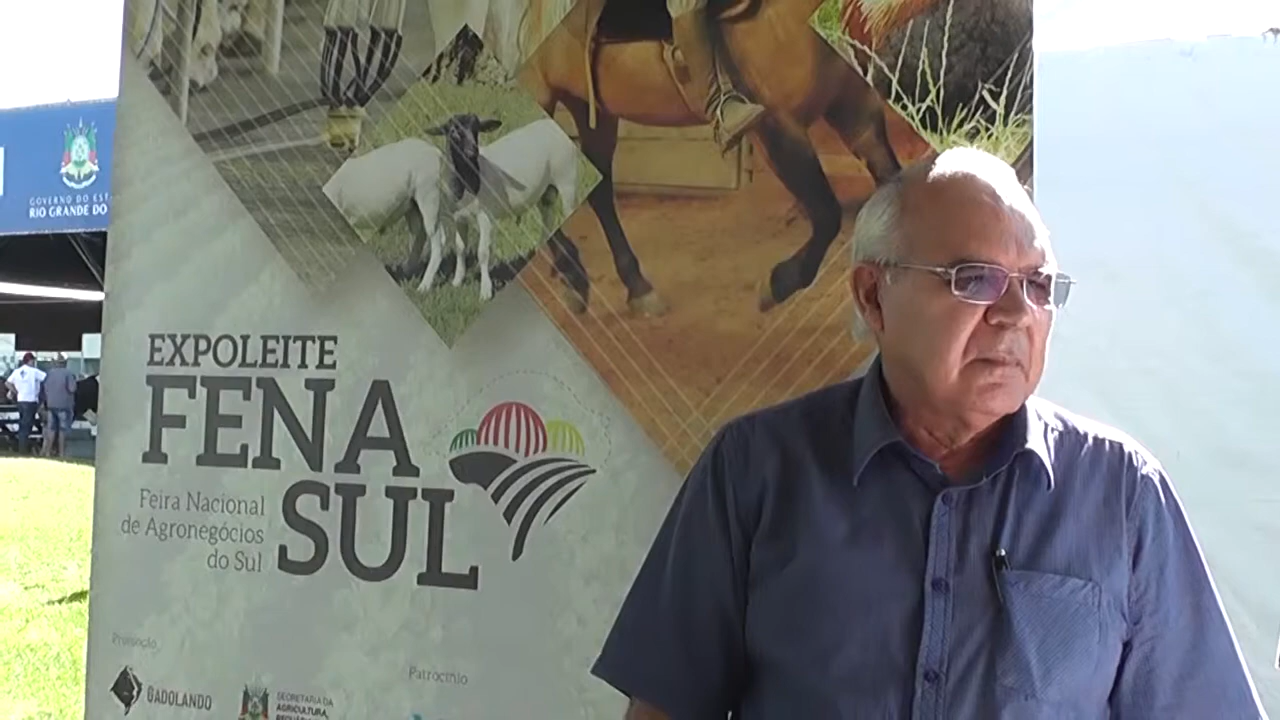 GOVERNO DO EST
RIO GRANDE DO
EXPOLEITE
FENA
SUL
Feira Nacional
de Agronegócios
do Sul
Promoção
GADOLANDO
SECRETARIA DA
AGRICULTURA,
Patrocínio